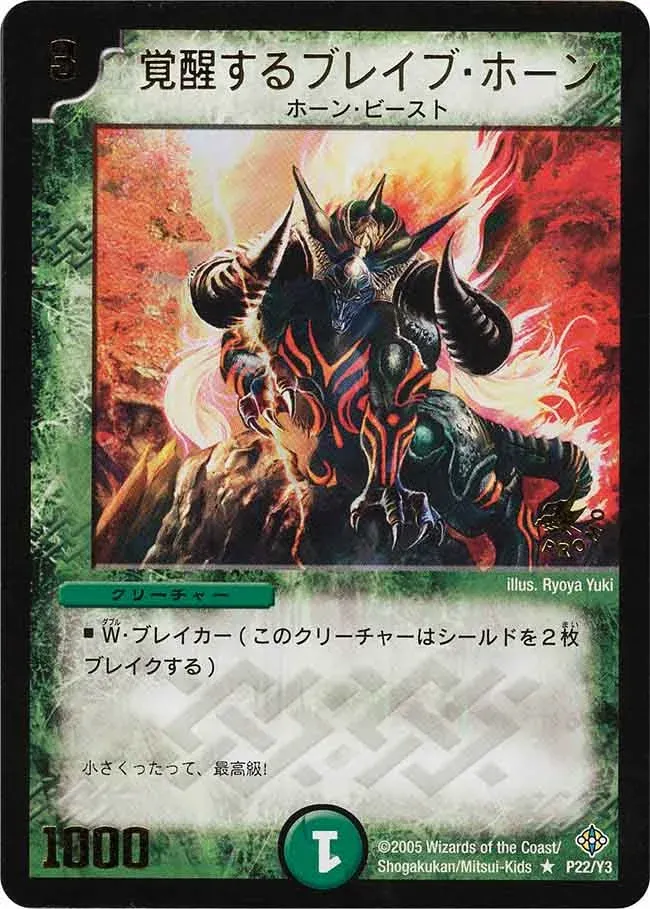 3
覚醒するブレイブ・ホーン
ホーン・ビースト
PROMO
illus. Ryoya Yuki
クリーチャー
■ W・ブレイカー ( このクリーチャーはシールドを2枚
ダブル
まい
ブレイクする )
小さくったって、最高級!
1000
1
©2005 Wizards of the Coast/
Shogakukan/Mitsui-Kids ★ P22/Y3